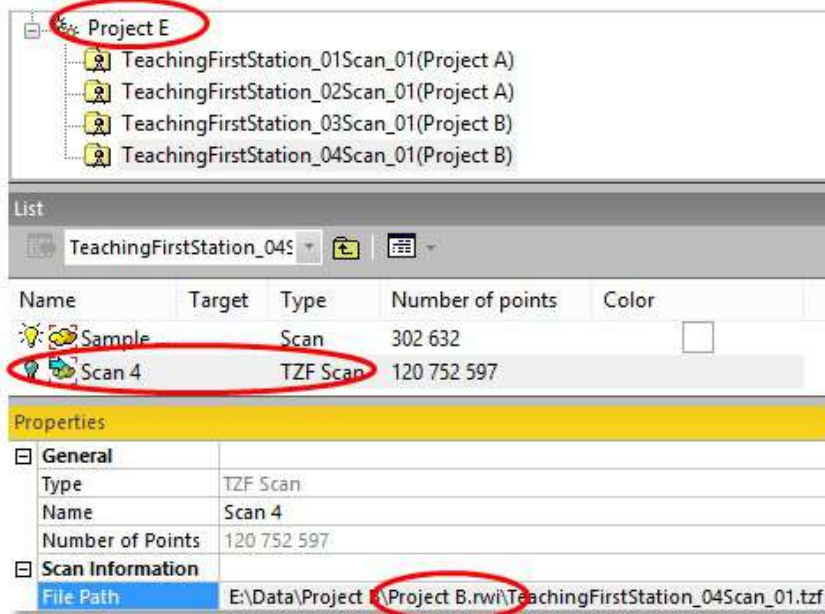 Project E
TeachingFirstStation_01Scan_01(Project A)
TeachingFirstStation_02Scan_01(Project A)
TeachingFirstStation_03Scan_01(Project B)
TeachingFirstStation_04Scan_01(Project B)
List
TeachingFirstStation_04S
Name Target Type Number of points Color
Sample ... Scan 302 632
Scan 4 TZF Scan 120 752 597
Properties
General
Type TZF Scan
Name Scan 4
Number of Points 120 752 597
Scan Information
File Path E:\Data\Project B\Project B.rwi\TeachingFirstStation_04Scan_01.tzf